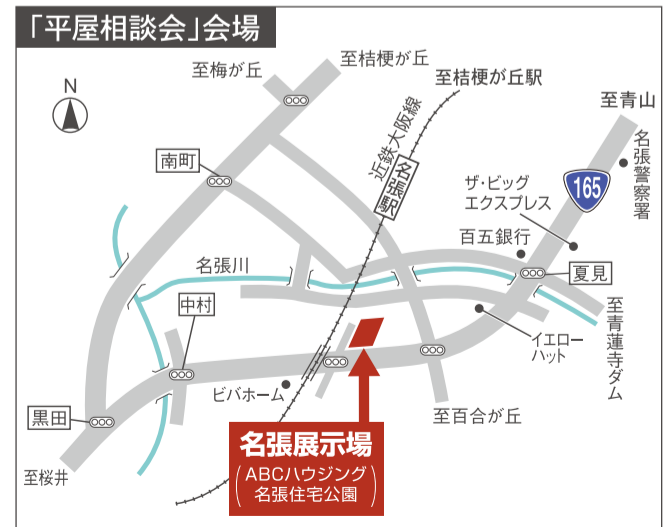 「平屋相談会」会場
至梅が丘
至桔梗が丘
至桔梗が丘駅
至青山
N
近鉄大阪線
名張駅
名張警察署
165
南町
ザ・ビッグ
エクスプレス
百五銀行
名張川
夏見
中村
至青蓮寺ダム
イエロー
ハット
ビバホーム
黒田
至百合が丘
名張展示場
(ABCハウジング
名張住宅公園)
至桜井